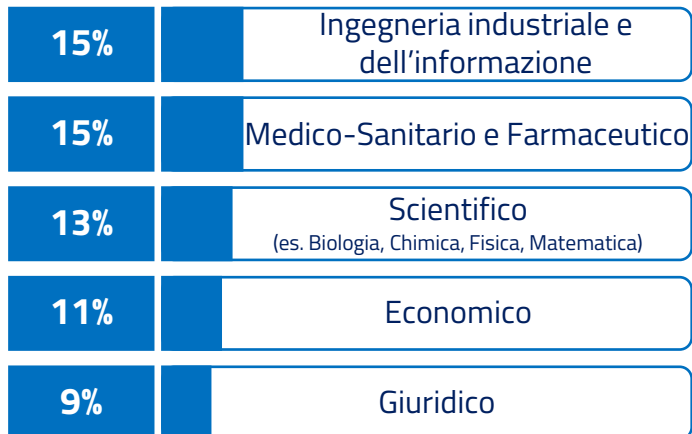 15%
Ingegneria industriale e
dell’informazione
15%
Medico-Sanitario e Farmaceutico
13%
Scientifico
(es. Biologia, Chimica, Fisica, Matematica)
11%
Economico
9%
Giuridico